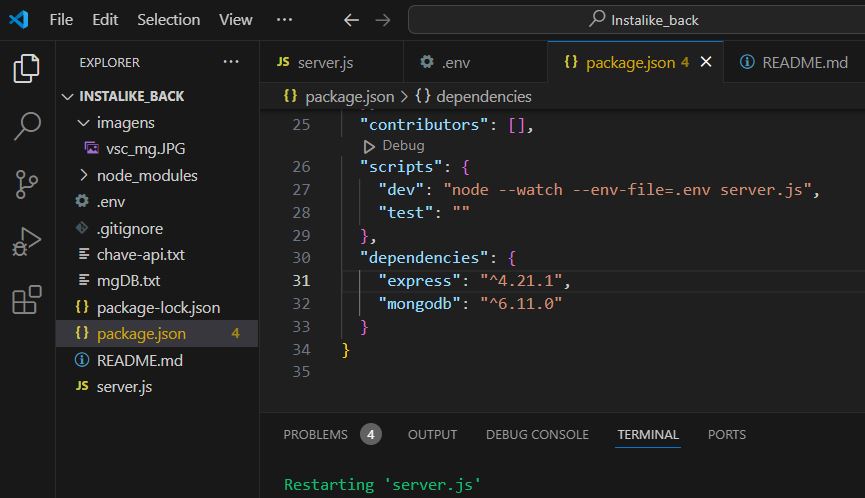 File Edit Selection View ··· ← → Instalike_back
EXPLORER ···
INSTALIKE_BACK
imagens
vsc_mg.JPG
node_modules
.env
.gitignore
chave-api.txt
mgDB.txt
package-lock.json
package.json 4
README.md
server.js
JS server.js .env {} package.json 4 × README.md
{} package.json > {} dependencies
25 "contributors": [],
Debug
26 "scripts": {
27 "dev": "node --watch --env-file=.env server.js",
28 "test": ""
29 },
30 "dependencies": {
31 "express": "^4.21.1",
32 "mongodb": "^6.11.0"
33 }
34 }
35
PROBLEMS 4 OUTPUT DEBUG CONSOLE TERMINAL PORTS
Restarting 'server.js'